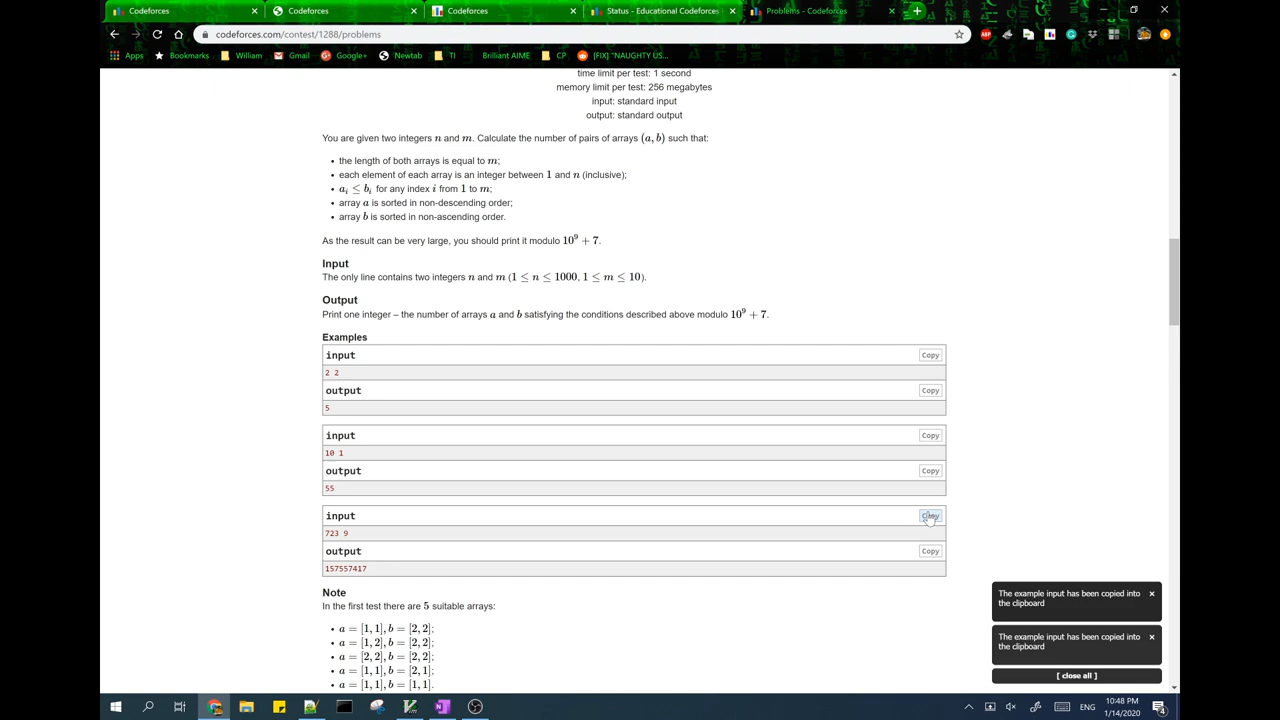 Codeforces
Codeforces
Codeforces
Status - Educational Codeforces
Problems - Codeforces
codeforces.com/contest/1288/problems
Apps
Bookmarks
William
Gmail
Google+
Newtab
TI
Brilliant AIME
CP
[FIX] "NAUGHTY US...
time limit per test: 1 second
memory limit per test: 256 megabytes
input: standard input
output: standard output
You are given two integers n and m. Calculate the number of pairs of arrays (a, b) such that:
• the length of both arrays is equal to m;
• each element of each array is an integer between 1 and n (inclusive);
• aᵢ ≤ bᵢ for any index i from 1 to m;
• array a is sorted in non-descending order;
• array b is sorted in non-ascending order.
As the result can be very large, you should print it modulo 10⁹ + 7.
Input
The only line contains two integers n and m (1 ≤ n ≤ 1000, 1 ≤ m ≤ 10).
Output
Print one integer – the number of arrays a and b satisfying the conditions described above modulo 10⁹ + 7.
Examples
input Copy
2 2
output Copy
5
input Copy
10 1
output Copy
55
input Copy
723 9
output Copy
157557417
Note
In the first test there are 5 suitable arrays:
• a = [1, 1], b = [2, 2];
• a = [1, 2], b = [2, 2];
• a = [2, 2], b = [2, 2];
• a = [1, 1], b = [2, 1];
• a = [1, 1], b = [1, 1].
The example input has been copied into
the clipboard
The example input has been copied into
the clipboard
[ close all ]
ENG
10:48 PM
1/14/2020
4